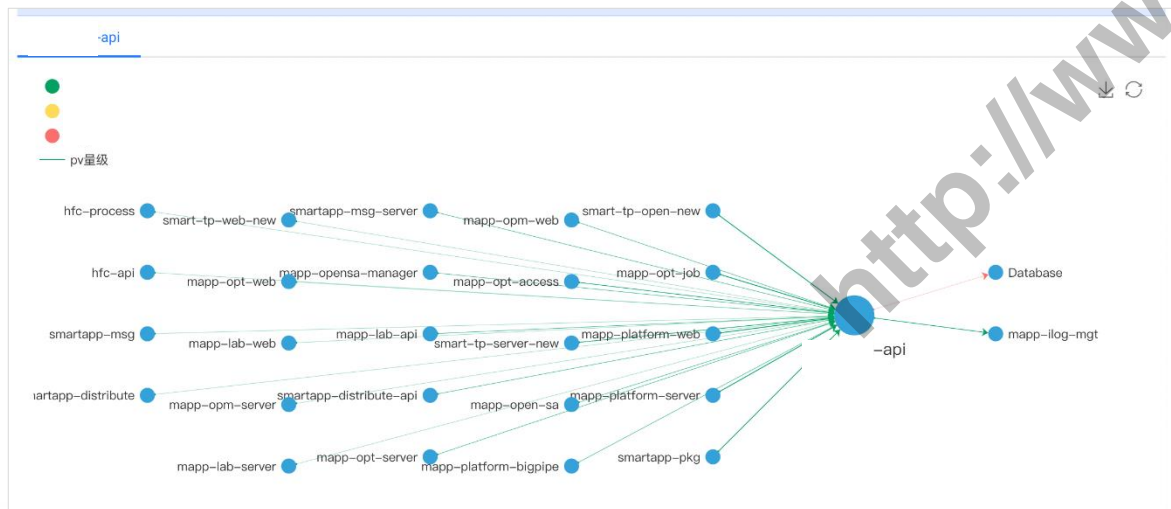 -api
pv量级
hfc-process
smart-tp-web-new
smartapp-msg-server
mapp-opm-web
smart-tp-open-new
hfc-api
mapp-opt-web
mapp-opensa-manager
mapp-opt-access
mapp-opt-job
Database
smartapp-msg
mapp-lab-web
mapp-lab-api
smart-tp-server-new
mapp-platform-web
mapp-ilog-mgt
-api
artapp-distribute
mapp-opm-server
smartapp-distribute-api
mapp-open-sa
mapp-platform-server
mapp-lab-server
mapp-opt-server
mapp-platform-bigpipe
smartapp-pkg
http://ww